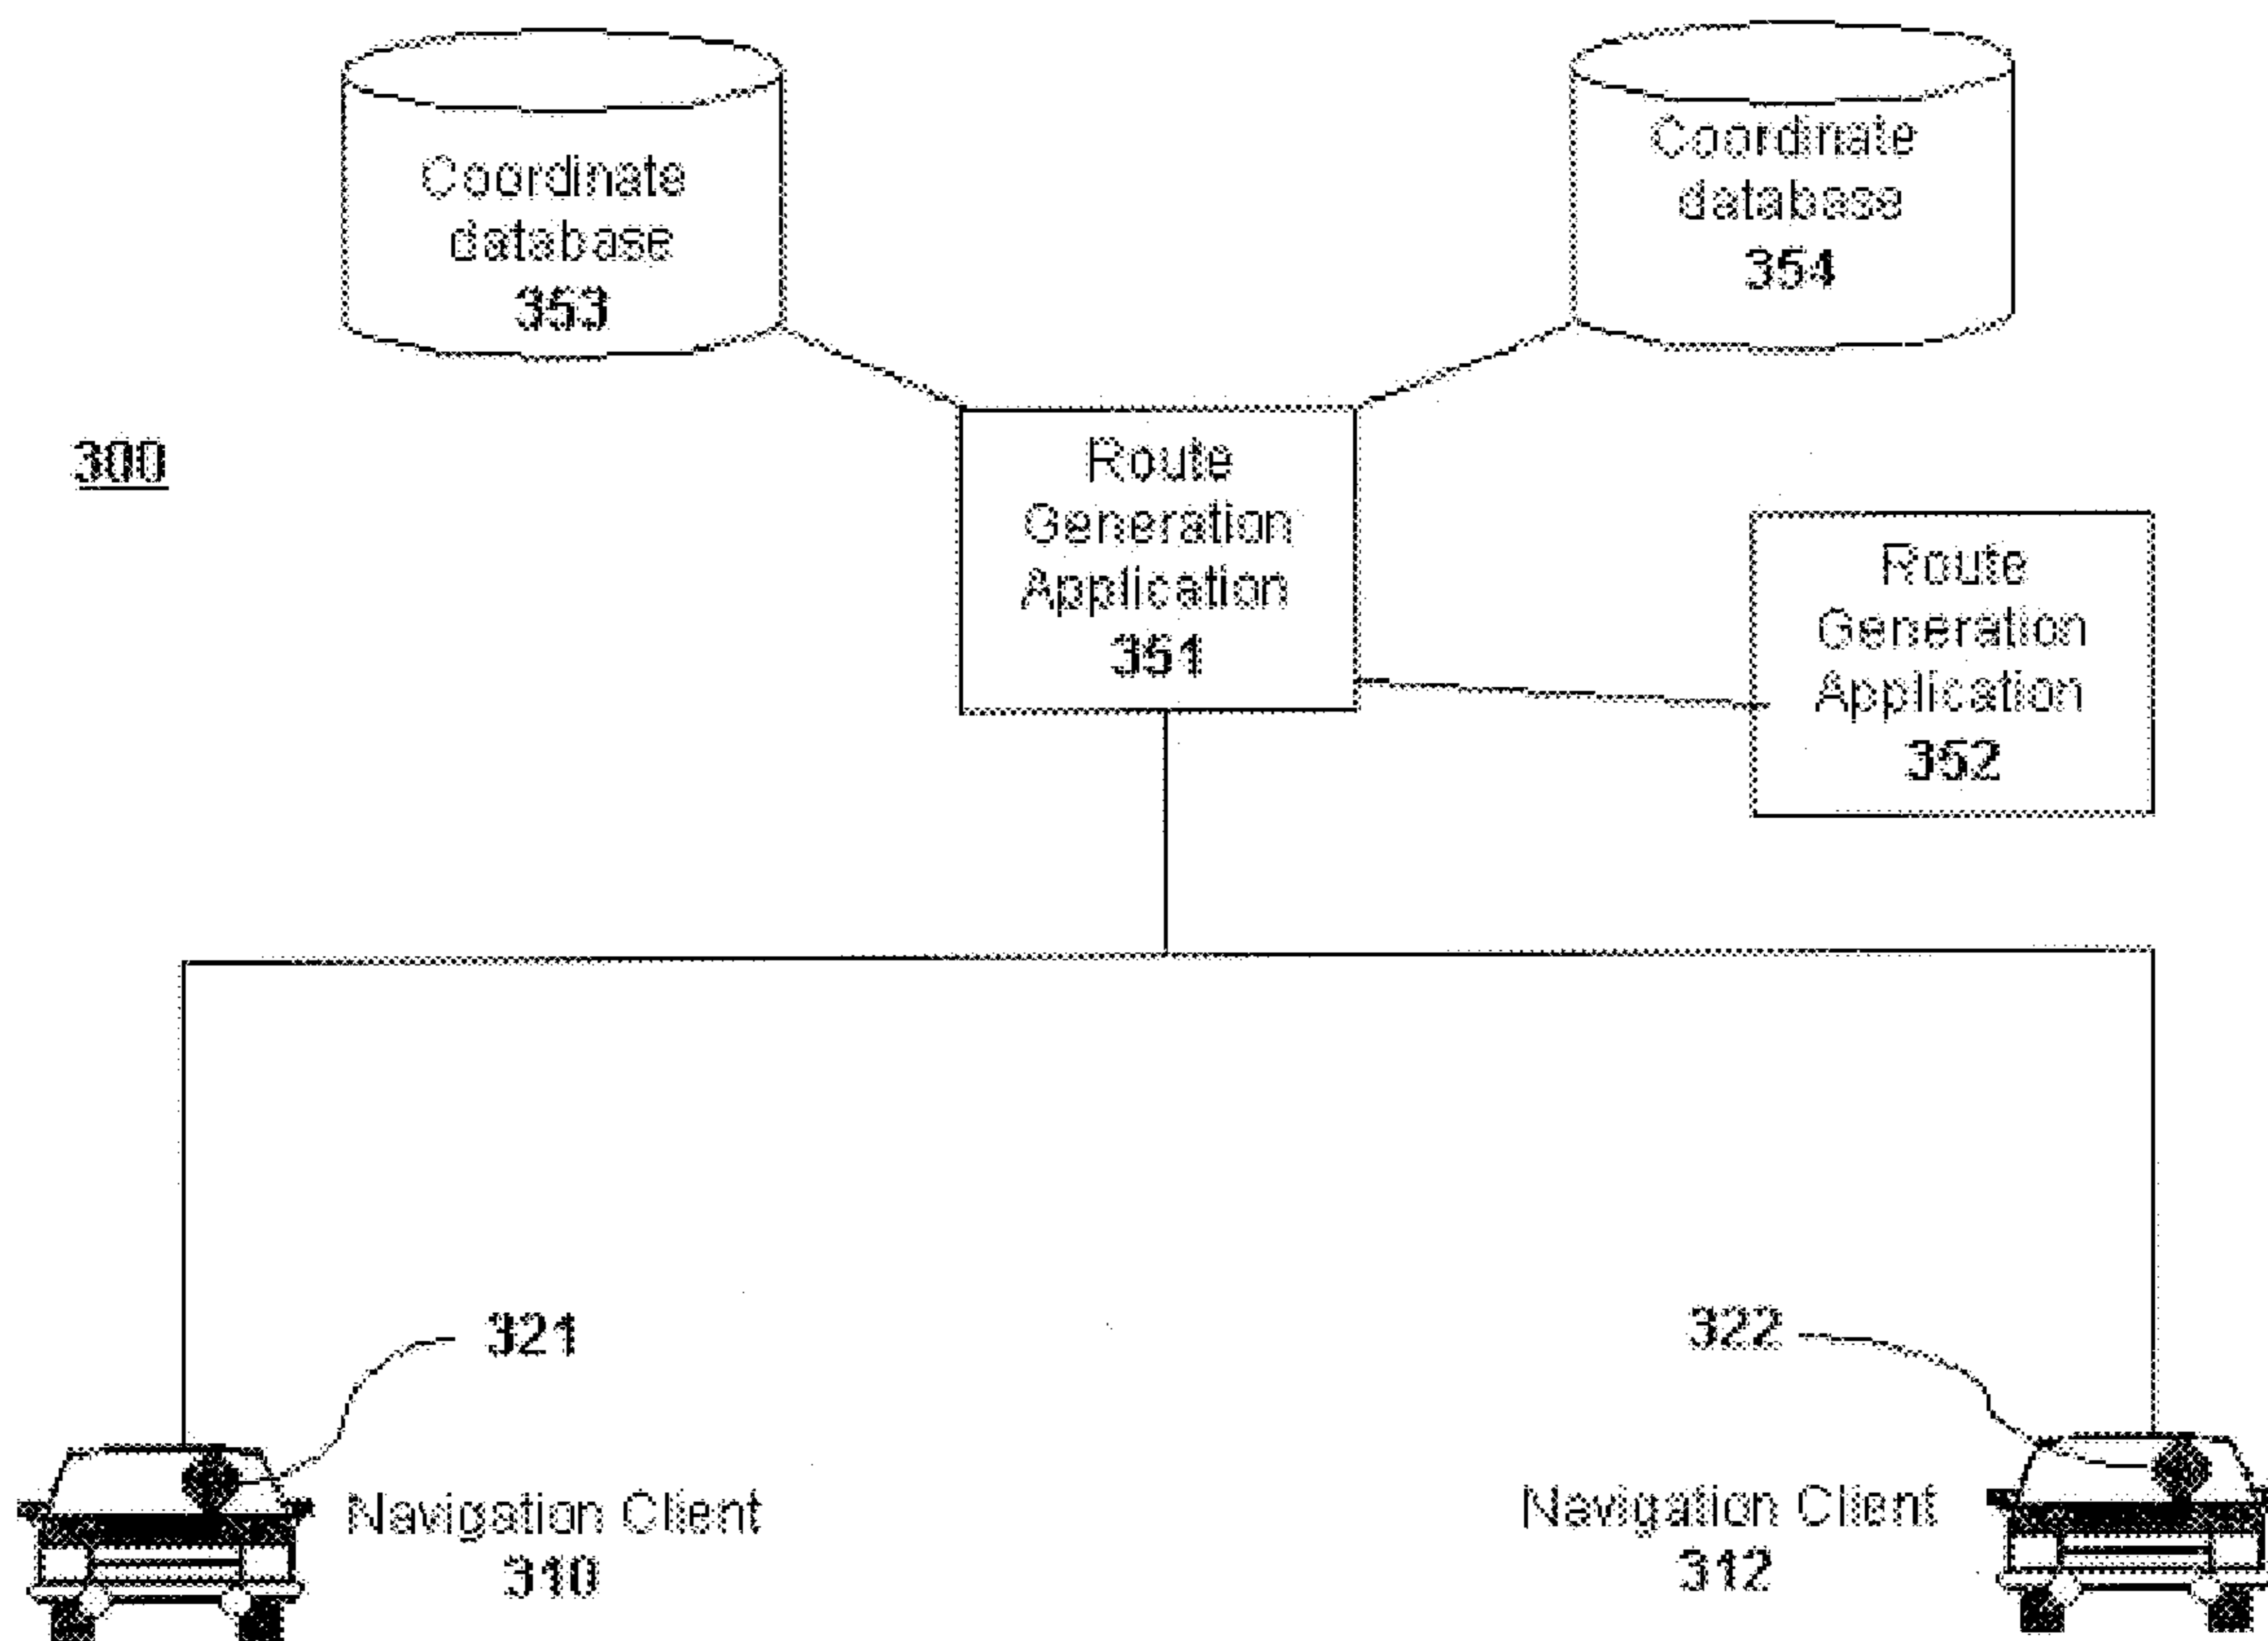 Coordinate
database
353
Coordinate
database
354
300
Route
Generation
Application
351
Route
Generation
Application
352
321
322
Navigation Client
310
Navigation Client
312